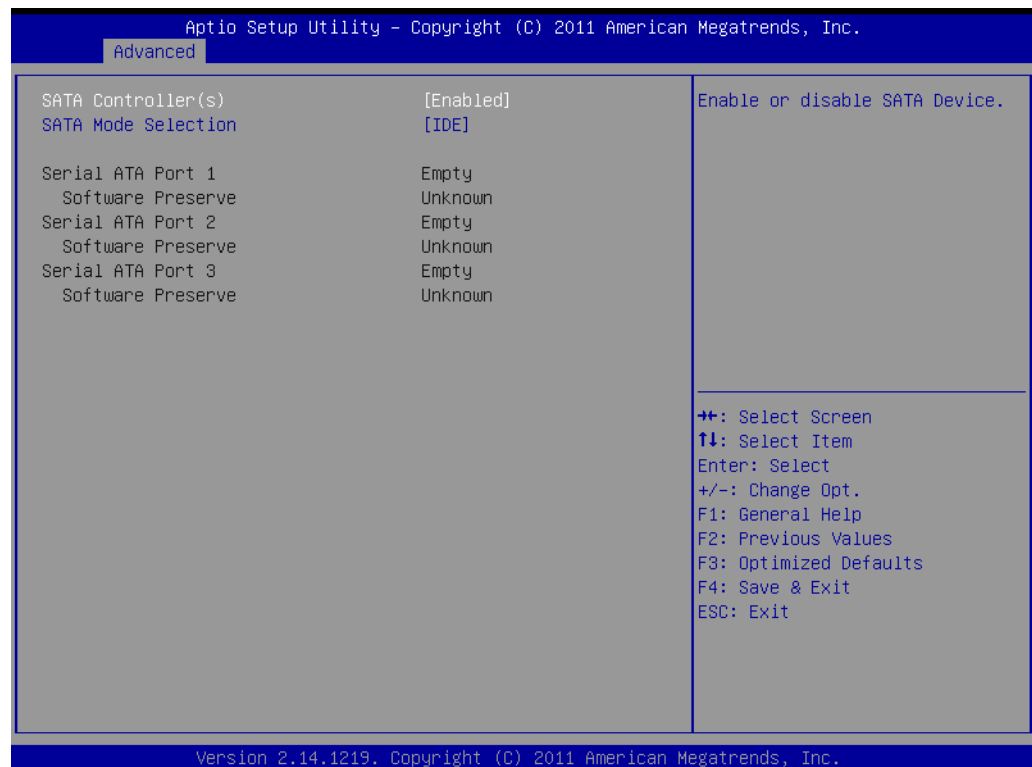 Aptio Setup Utility – Copyright (C) 2011 American Megatrends, Inc.
Advanced
SATA Controller(s) [Enabled]
SATA Mode Selection [IDE]
Serial ATA Port 1 Empty
Software Preserve Unknown
Serial ATA Port 2 Empty
Software Preserve Unknown
Serial ATA Port 3 Empty
Software Preserve Unknown
Enable or disable SATA Device.
→←: Select Screen
↑↓: Select Item
Enter: Select
+/-: Change Opt.
F1: General Help
F2: Previous Values
F3: Optimized Defaults
F4: Save & Exit
ESC: Exit
Version 2.14.1219. Copyright (C) 2011 American Megatrends, Inc.